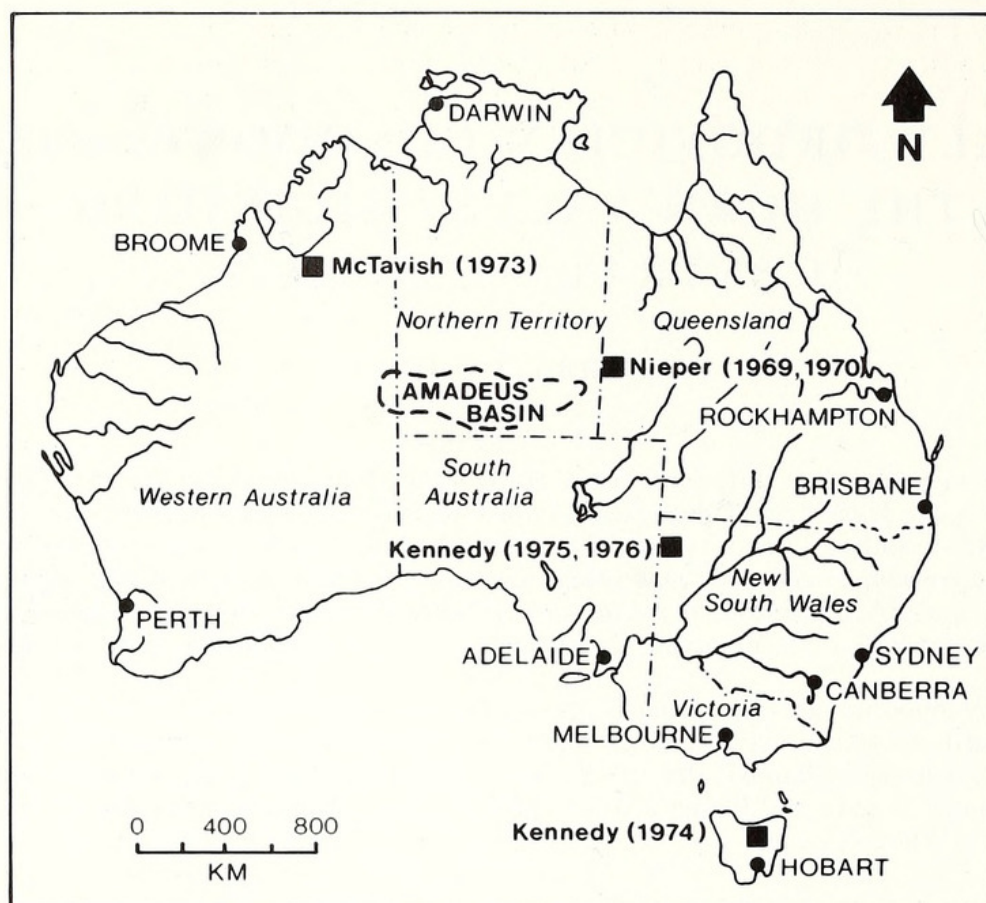 DARWIN
N
BROOME
McTavish (1973)
Northern Territory
Queensland
Nieper (1969, 1970)
AMADEUS
BASIN
ROCKHAMPTON
South
Australia
Western Australia
BRISBANE
Kennedy (1975, 1976)
New
South Wales
PERTH
ADELAIDE
SYDNEY
CANBERRA
Victoria
MELBOURNE
0 400 800
KM
Kennedy (1974)
HOBART